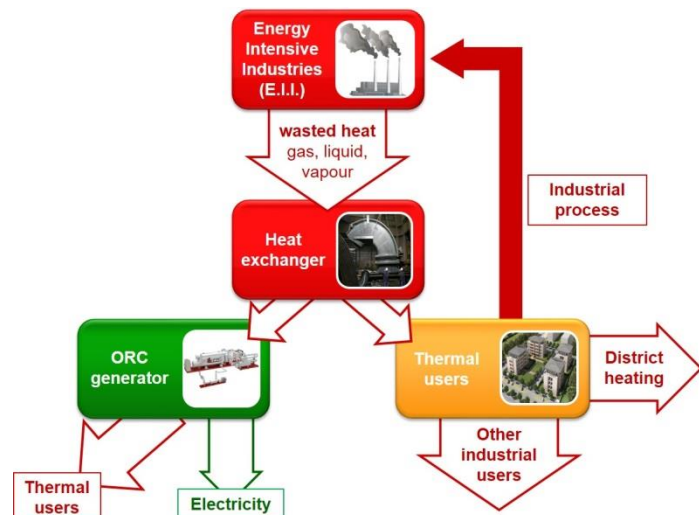 Energy
Intensive
Industries
(E.I.I.)
wasted heat
gas, liquid,
vapour
Industrial
process
Heat
exchanger
ORC
generator
Thermal
users
District
heating
Other
industrial
users
Thermal
users
Electricity